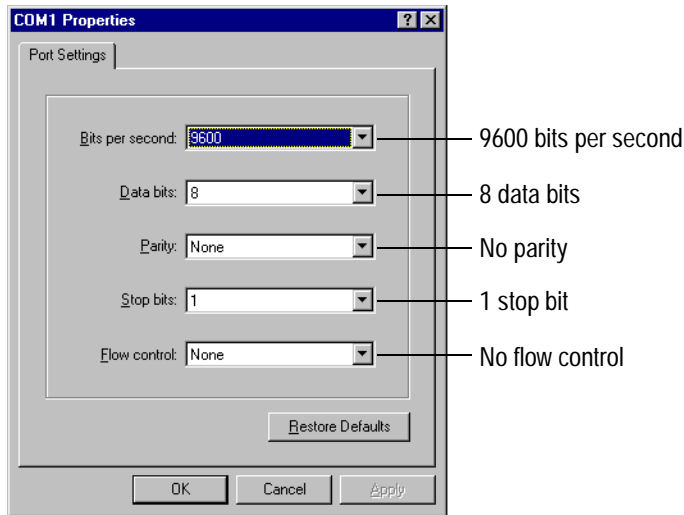 COM1 Properties
Port Settings
Bits per second: 9600
9600 bits per second
Data bits: 8
8 data bits
Parity: None
No parity
Stop bits: 1
1 stop bit
Flow control: None
No flow control
Restore Defaults
OK Cancel Apply